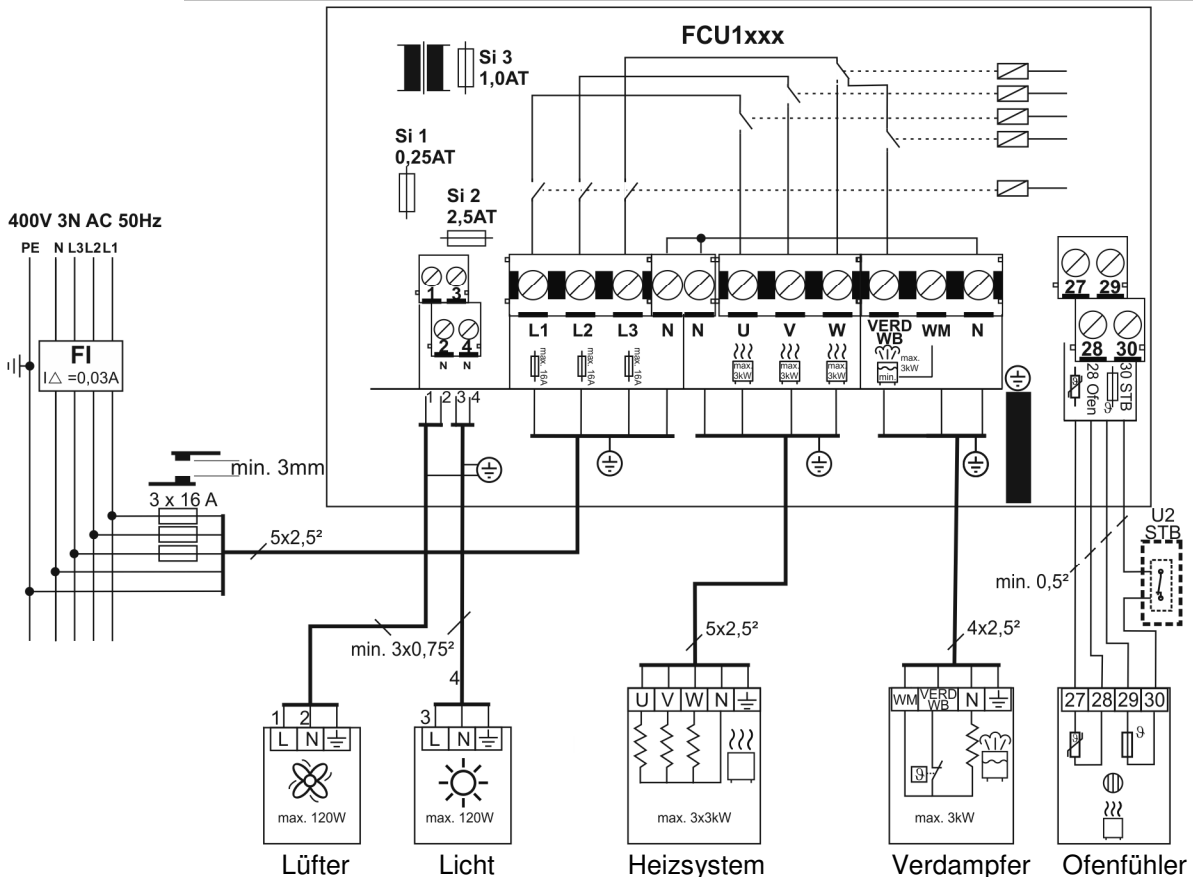 FCU1xxx
Si 3
1,0AT
Si 1
0,25AT
Si 2
2,5AT
400V 3N AC 50Hz
PE N L3 L2 L1
FI
I△ =0,03A
1 3
2 4
N N
L1 L2 L3 N N U V W VERD WB WM N
max. 16A
max. 16A
max. 16A
max. 3kW
max. 3kW
max. 3kW
min.
max. 3kW
27 29
28 30
28 Ofen
30 STB
ϑ
1 2 3 4
min. 3mm
3 x 16 A
5x2,5²
min. 3x0,75²
4
5x2,5²
4x2,5²
min. 0,5²
U2
STB
1 2
L N
max. 120W
Lüfter
3
L N
max. 120W
Licht
U V W N
max. 3x3kW
Heizsystem
WM VERD WB N
ϑ
max. 3kW
Verdampfer
27 28 29 30
ϑ ϑ
Ofenfühler